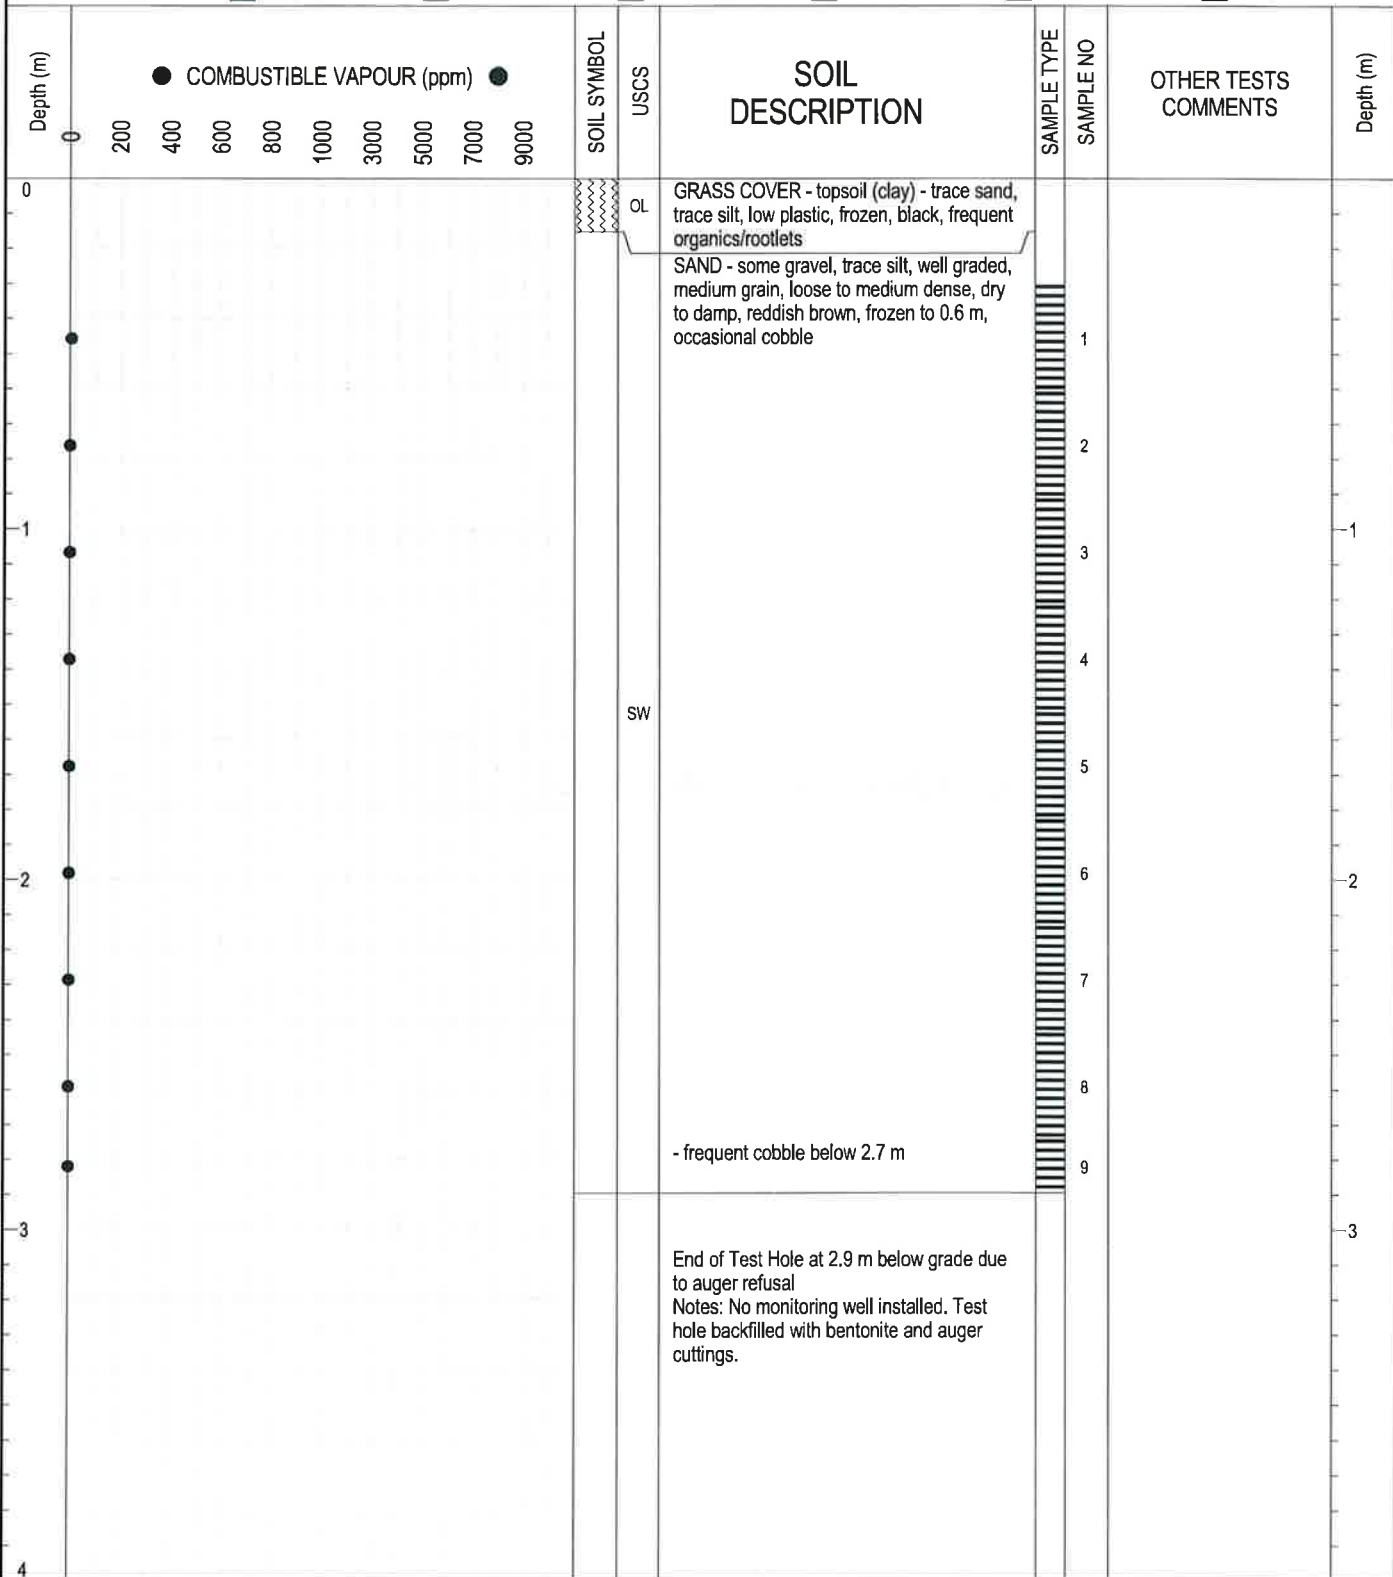 Depth (m)
● COMBUSTIBLE VAPOUR (ppm) ●
0 200 400 600 800 1000 3000 5000 7000 9000
SOIL SYMBOL
USCS
SOIL
DESCRIPTION
SAMPLE TYPE
SAMPLE NO
OTHER TESTS
COMMENTS
Depth (m)
0
OL
GRASS COVER - topsoil (clay) - trace sand,
trace silt, low plastic, frozen, black, frequent
organics/rootlets
SAND - some gravel, trace silt, well graded,
medium grain, loose to medium dense, dry
to damp, reddish brown, frozen to 0.6 m,
occasional cobble
1
2
1
1
3
4
SW
5
2
6
2
7
8
- frequent cobble below 2.7 m
9
3
3
End of Test Hole at 2.9 m below grade due
to auger refusal
Notes: No monitoring well installed. Test
hole backfilled with bentonite and auger
cuttings.
4